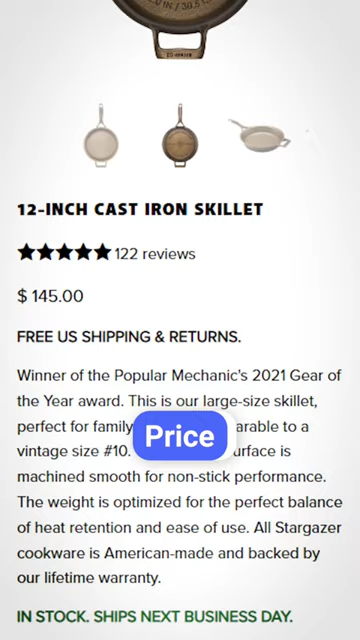 12-INCH CAST IRON SKILLET
★★★★★ 122 reviews
$ 145.00
FREE US SHIPPING & RETURNS.
Winner of the Popular Mechanic's 2021 Gear of
the Year award. This is our large-size skillet,
perfect for family
to a
Price
vintage size #10.
is
machined smooth for non-stick performance.
The weight is optimized for the perfect balance
of heat retention and ease of use. All Stargazer
cookware is American-made and backed by
our lifetime warranty.
IN STOCK. SHIPS NEXT BUSINESS DAY.